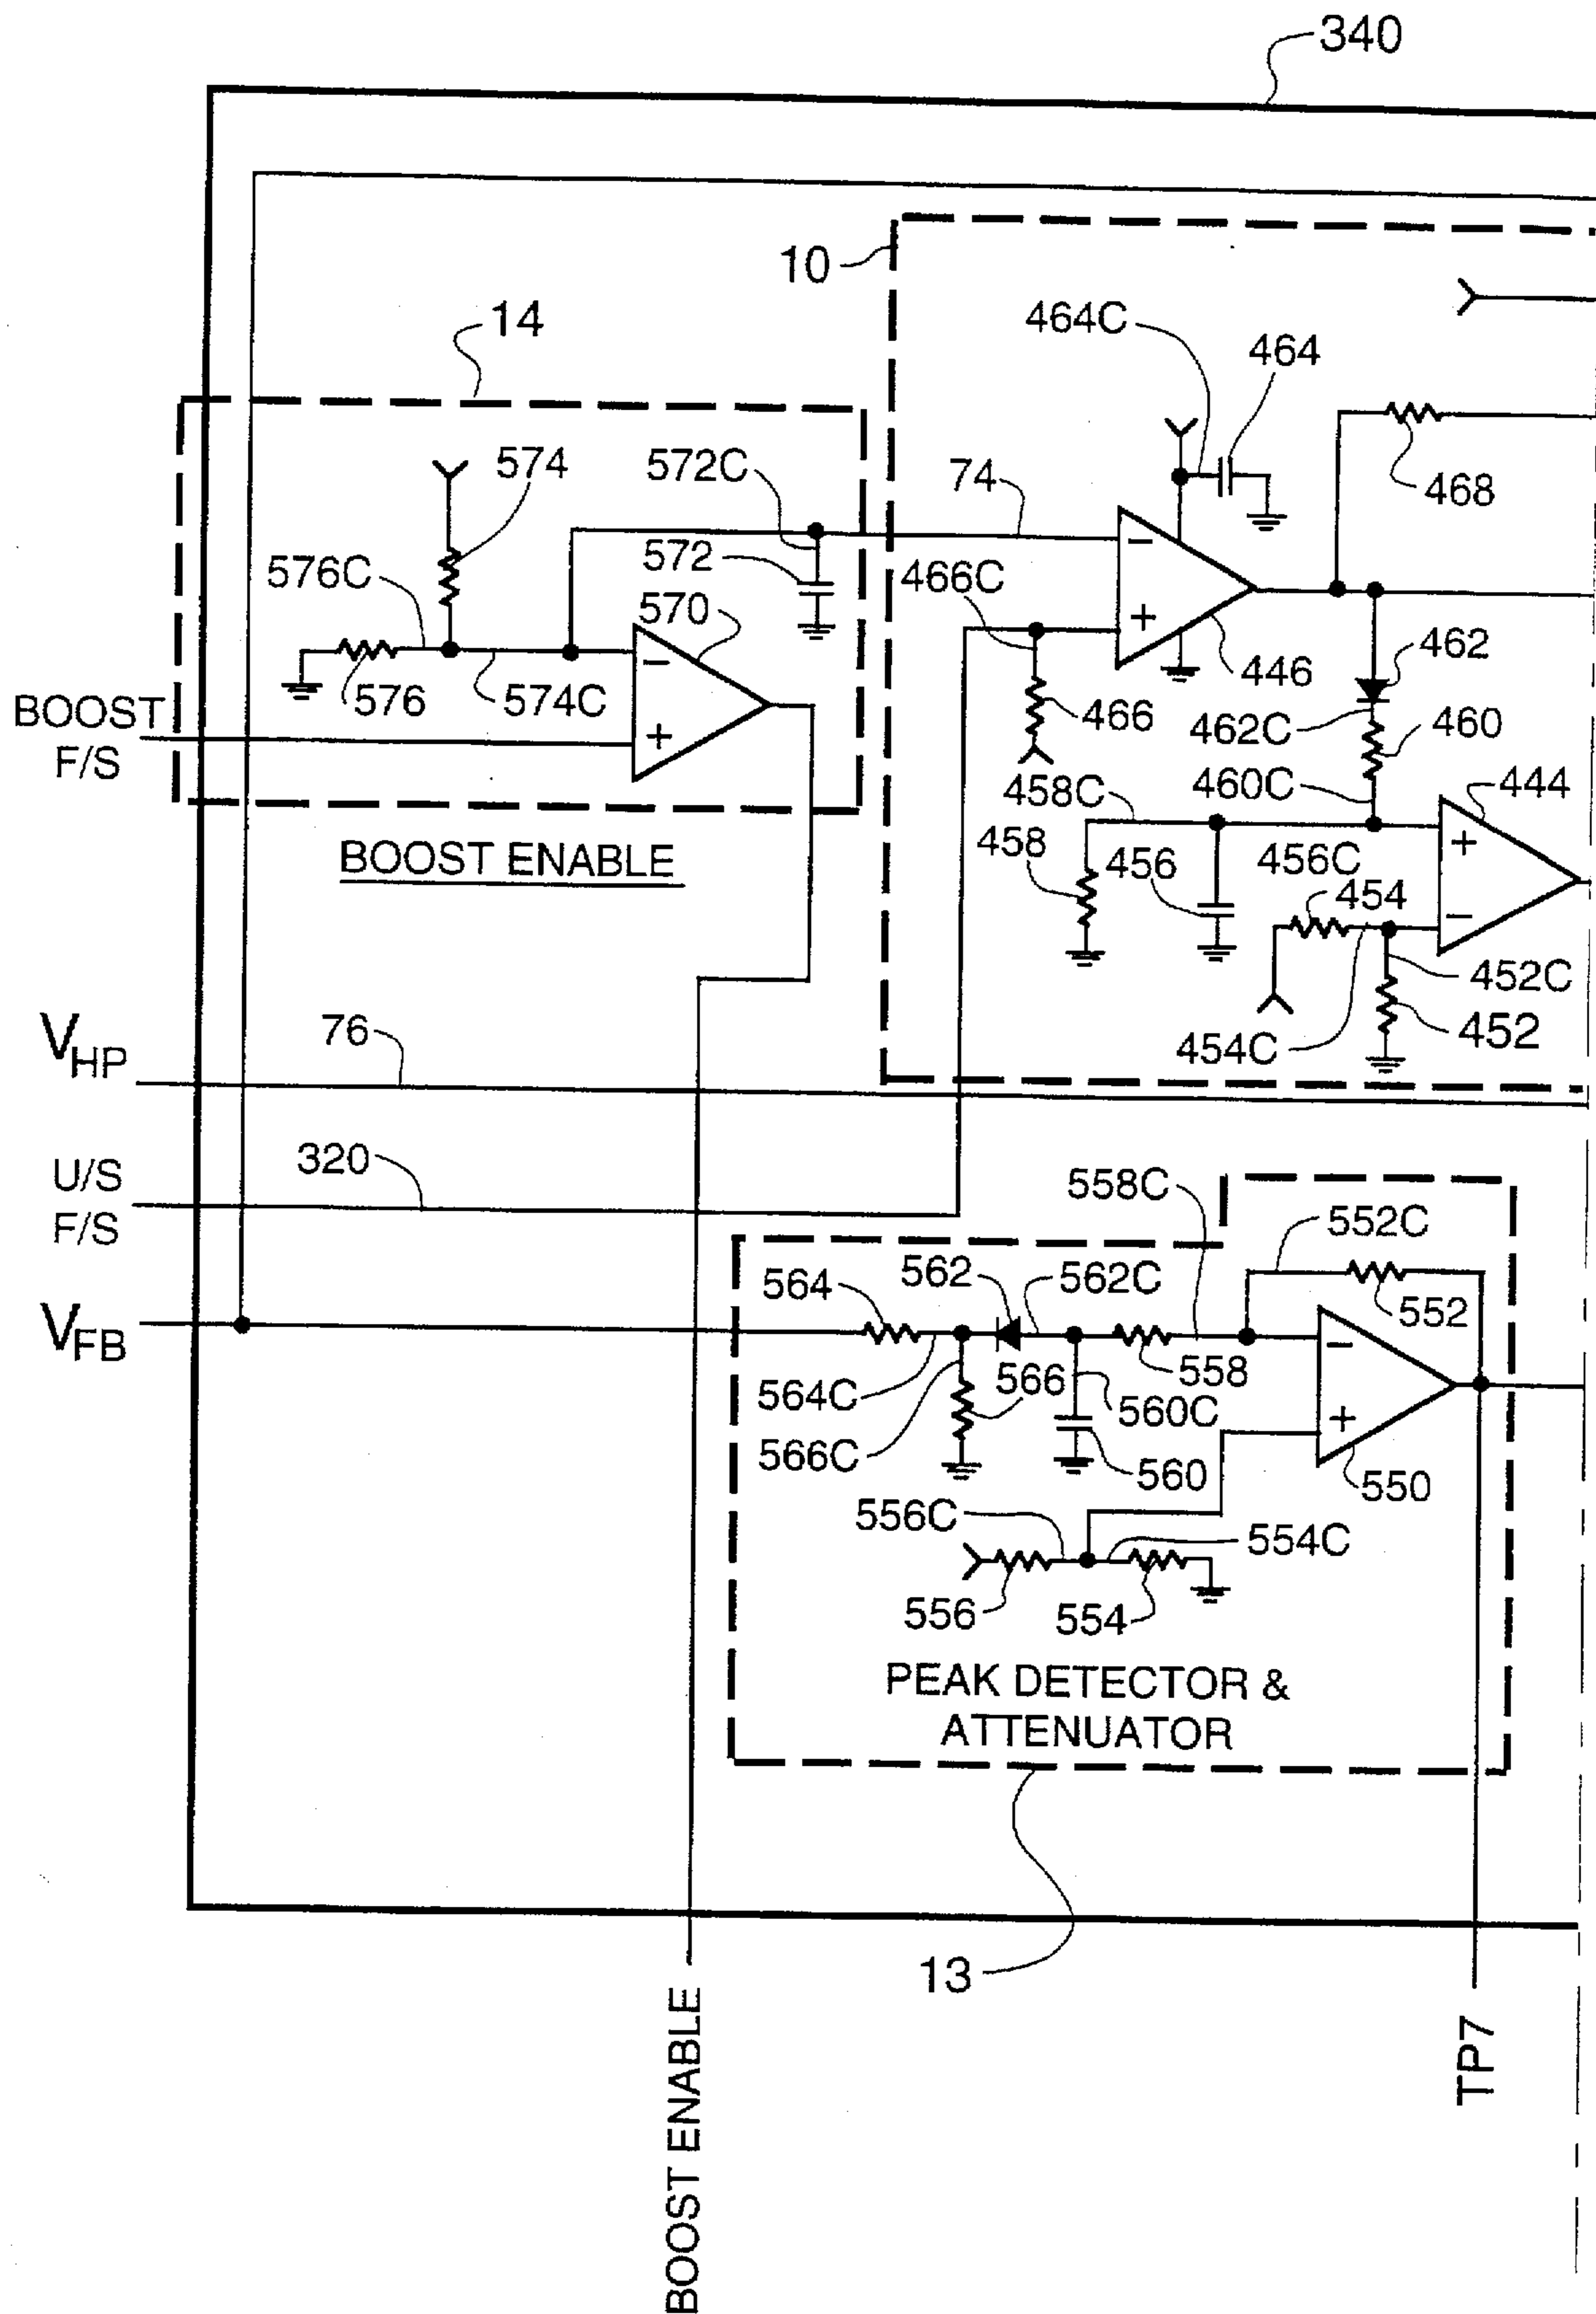 340
10
14
464C
464
574
572C
74
468
576C
572
466C
570
462
446
576
574C
466
462C
460
BOOST
F/S
458C
460C
444
458
456
456C
454
BOOST ENABLE
452C
VHP
76
454C
452
U/S
F/S
320
558C
552C
564
562
562C
552
VFB
558
564C
566
560C
566C
560
550
556C
554C
556
554
PEAK DETECTOR &
ATTENUATOR
13
BOOST ENABLE
TP7